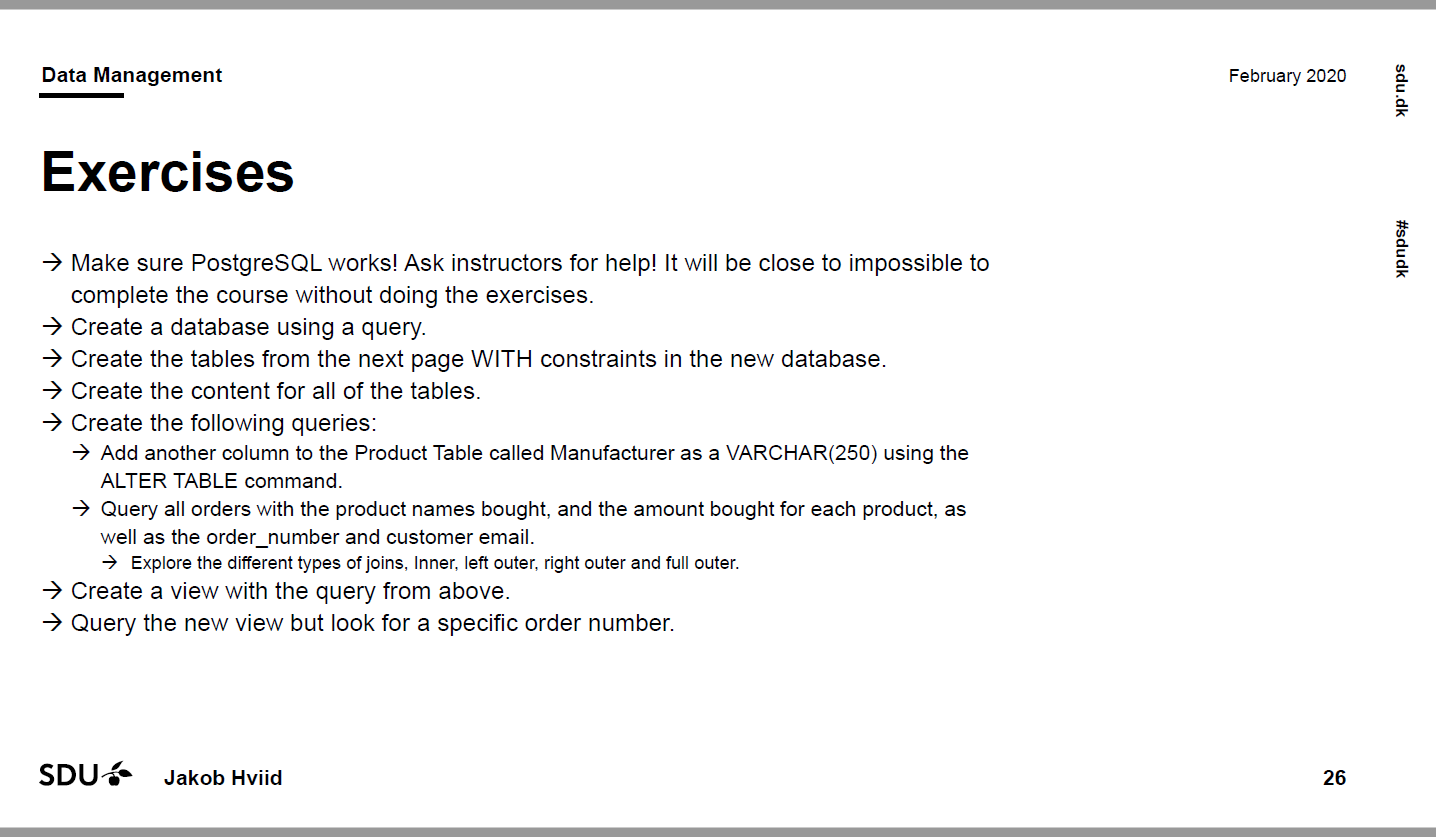 Data Management
February 2020
sdu.dk
#sdudk
Exercises
→ Make sure PostgreSQL works! Ask instructors for help! It will be close to impossible to
complete the course without doing the exercises.
→ Create a database using a query.
→ Create the tables from the next page WITH constraints in the new database.
→ Create the content for all of the tables.
→ Create the following queries:
→ Add another column to the Product Table called Manufacturer as a VARCHAR(250) using the
ALTER TABLE command.
→ Query all orders with the product names bought, and the amount bought for each product, as
well as the order_number and customer email.
→ Explore the different types of joins, Inner, left outer, right outer and full outer.
→ Create a view with the query from above.
→ Query the new view but look for a specific order number.
SDU
Jakob Hviid
26